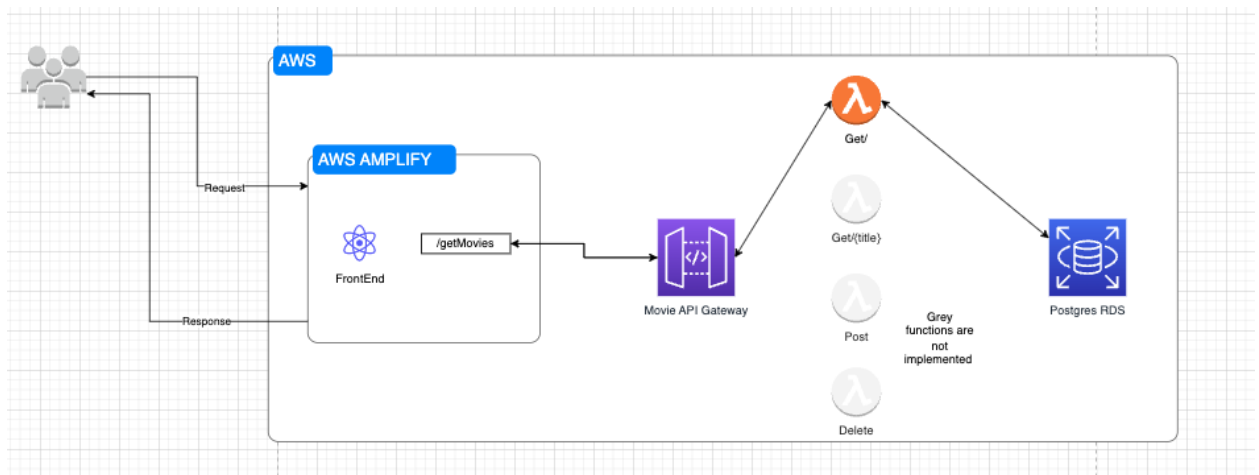 AWS
AWS AMPLIFY
Request
Response
FrontEnd
/getMovies
Movie API Gateway
Get/
Get/{title}
Post
Delete
Grey
functions are
not
implemented
Postgres RDS